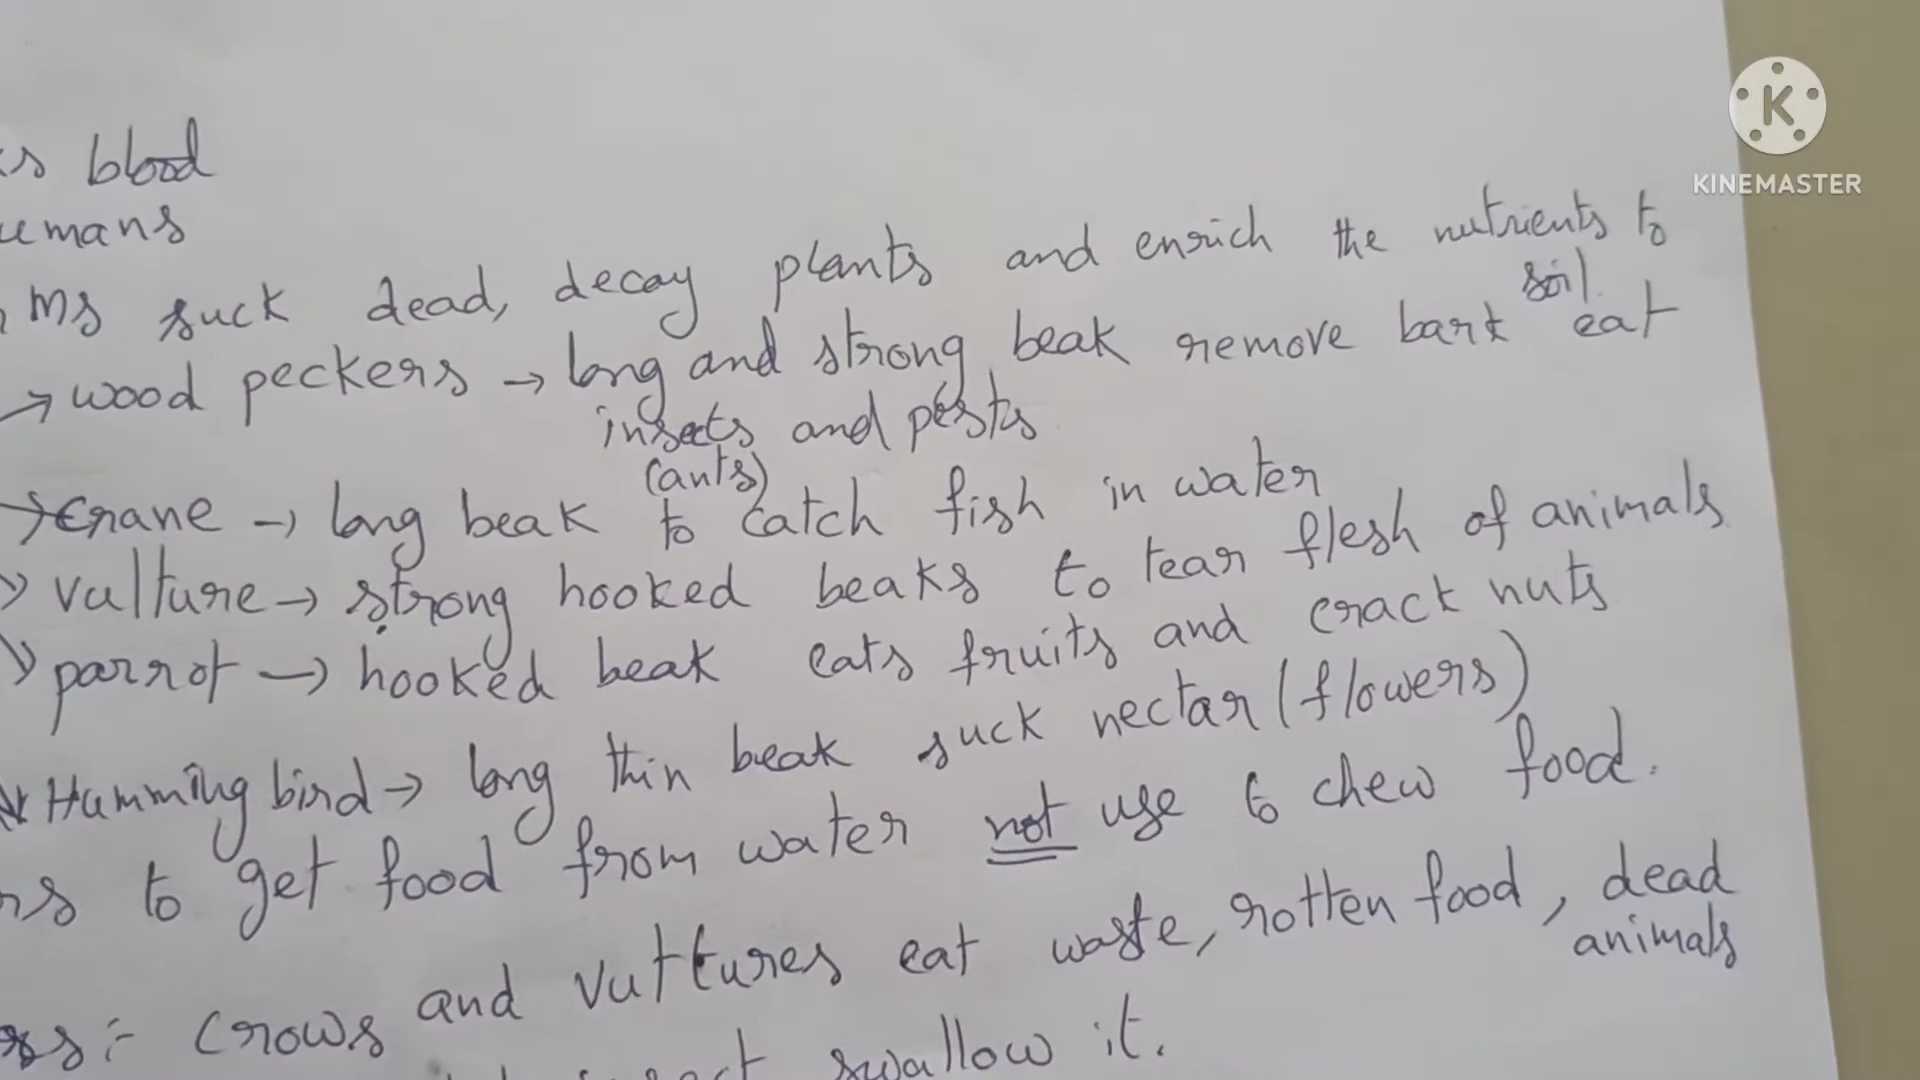 blood
umans
ms suck dead, decay plants and enrich the nutrients to
soil.
→ wood peckers → long and strong beak remove bark eat
insects and pests
(ants)
→ crane → long beak to catch fish in water
vulture → strong hooked beaks to tear flesh of animals
parrot → hooked beak eats fruits and crack nuts
Humming bird → long thin beak suck nectar (flowers)
ns to get food from water not use to chew food.
rs :- Crows and vultures eat waste, rotten food, dead
animals
swallow it.
K
KINEMASTER